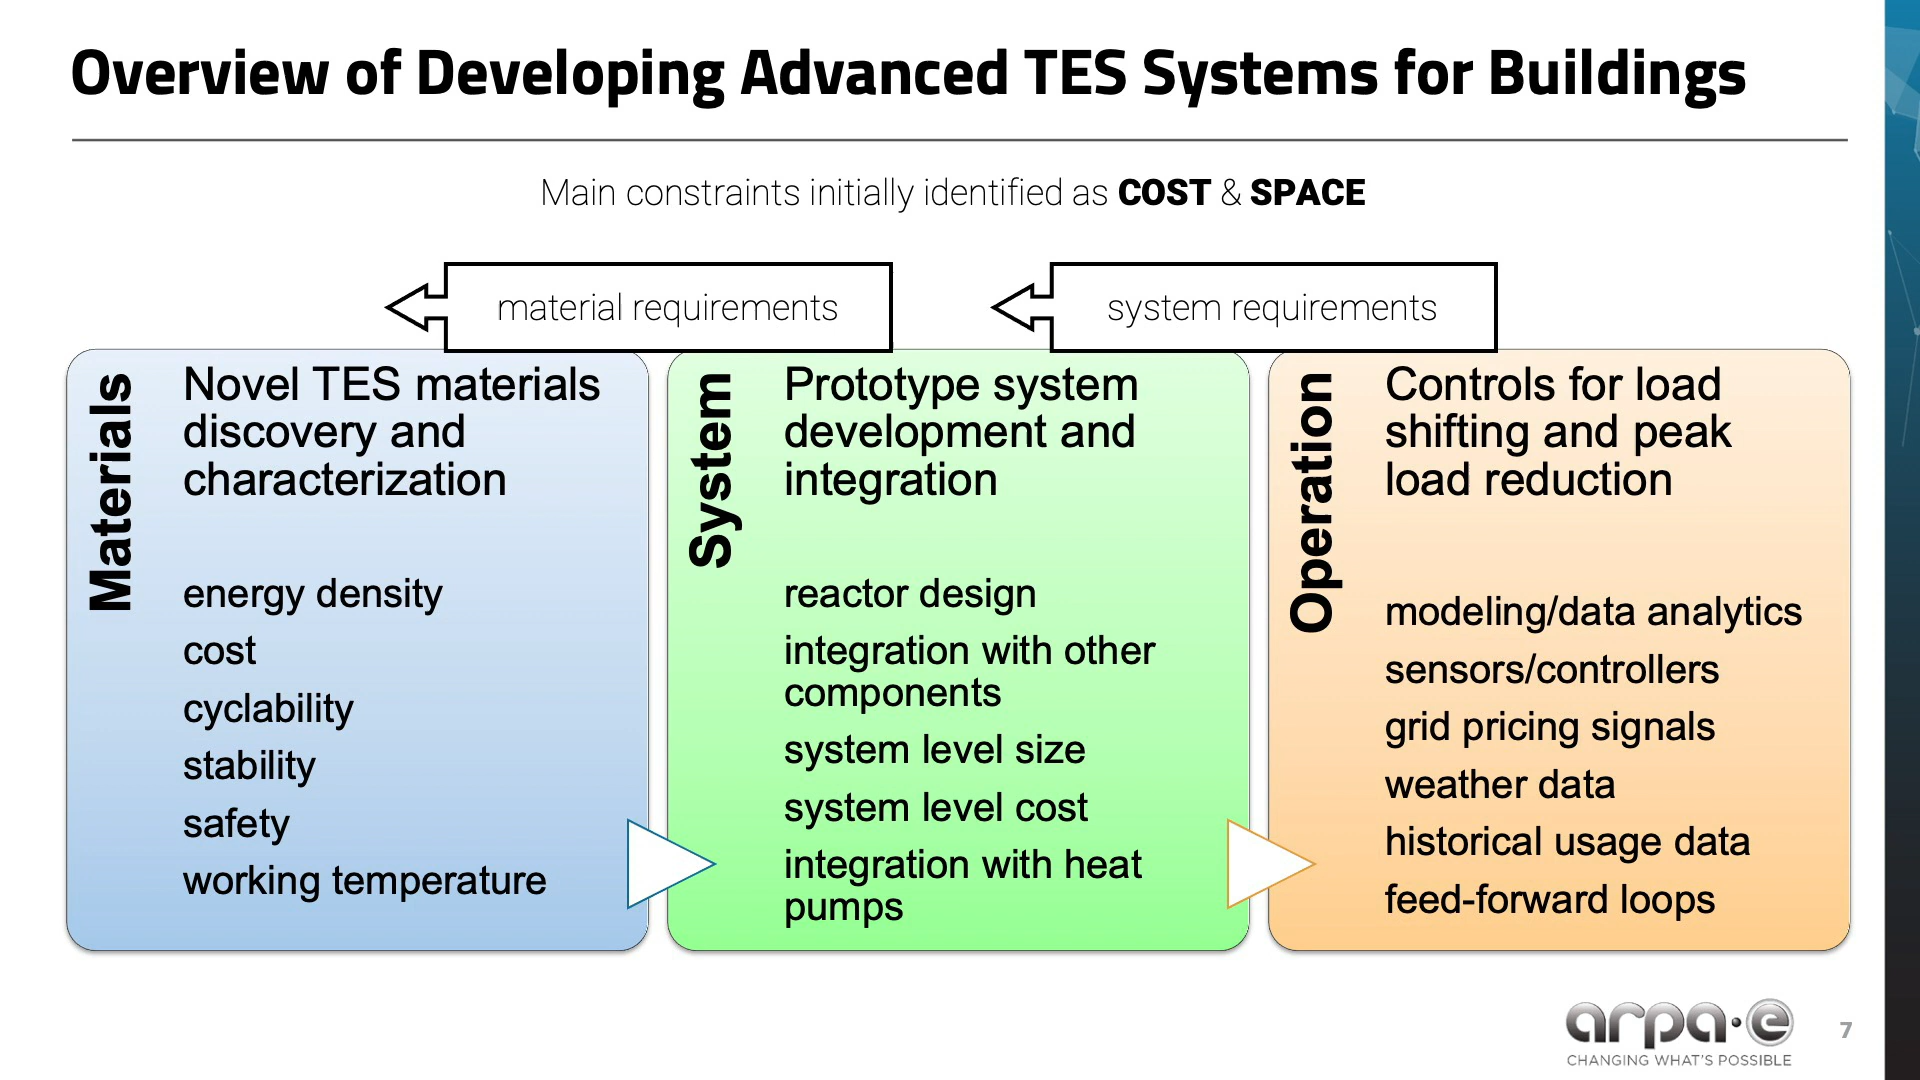 Overview of Developing Advanced TES Systems for Buildings
Main constraints initially identified as COST & SPACE
material requirements
system requirements
Materials
Novel TES materials
discovery and
characterization
energy density
cost
cyclability
stability
safety
working temperature
System
Prototype system
development and
integration
reactor design
integration with other
components
system level size
system level cost
integration with heat
pumps
Operation
Controls for load
shifting and peak
load reduction
modeling/data analytics
sensors/controllers
grid pricing signals
weather data
historical usage data
feed-forward loops
arpa·e
CHANGING WHAT'S POSSIBLE
7